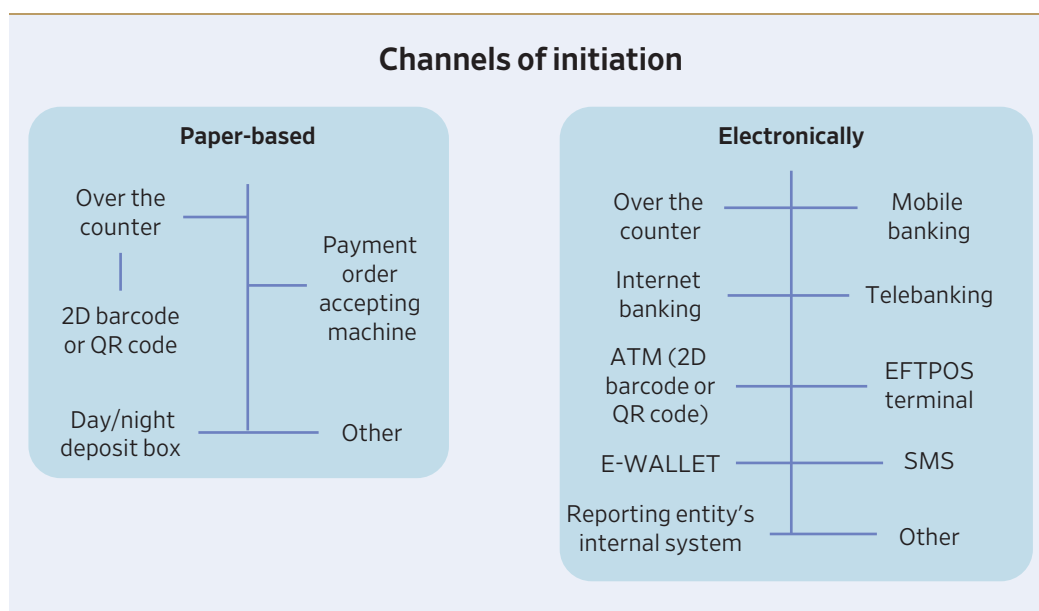 Channels of initiation
Paper-based
Over the
counter
2D barcode
or QR code
Payment
order
accepting
machine
Day/night
deposit box
Other
Electronically
Over the
counter
Mobile
banking
Internet
banking
Telebanking
ATM (2D
barcode or
QR code)
EFTPOS
terminal
E-WALLET
SMS
Reporting entity's
internal system
Other